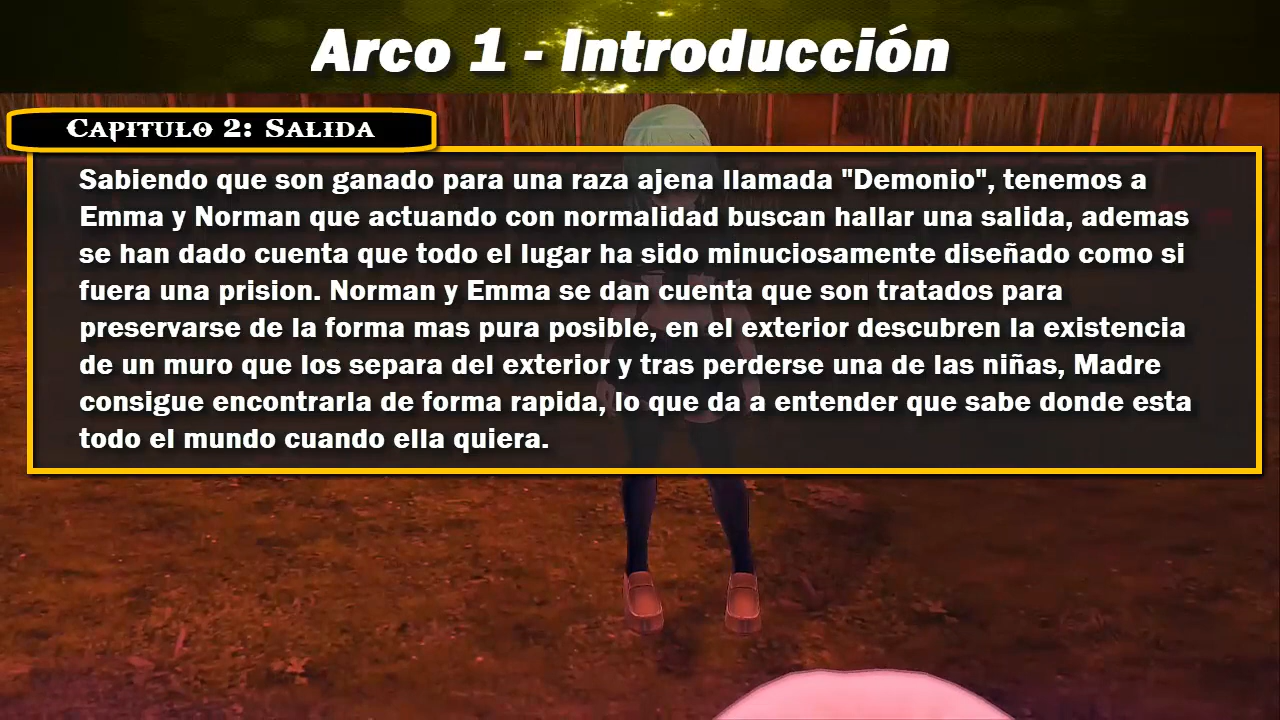 Arco 1 - Introducción
Capitulo 2: Salida
Sabiendo que son ganado para una raza ajena llamada "Demonio", tenemos a
Emma y Norman que actuando con normalidad buscan hallar una salida, ademas
se han dado cuenta que todo el lugar ha sido minuciosamente diseñado como si
fuera una prision. Norman y Emma se dan cuenta que son tratados para
preservarse de la forma mas pura posible, en el exterior descubren la existencia
de un muro que los separa del exterior y tras perderse una de las niñas, Madre
consigue encontrarla de forma rapida, lo que da a entender que sabe donde esta
todo el mundo cuando ella quiera.